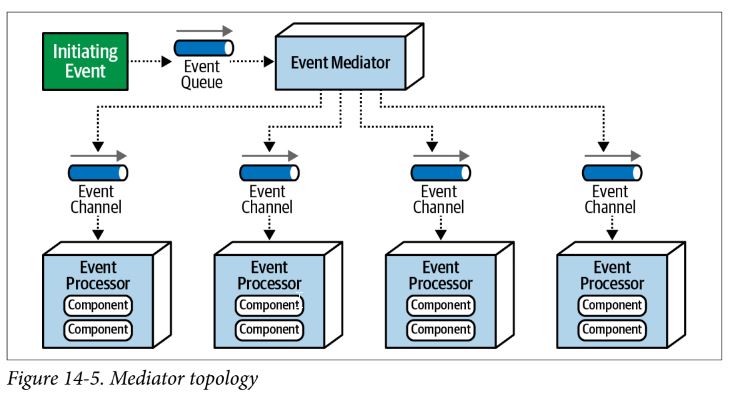 Initiating
Event
Event
Queue
Event Mediator
Event
Channel
Event
Channel
Event
Channel
Event
Channel
Event
Processor
Component
Component
Event
Processor
Component
Component
Event
Processor
Component
Component
Event
Processor
Component
Component
Figure 14-5. Mediator topology